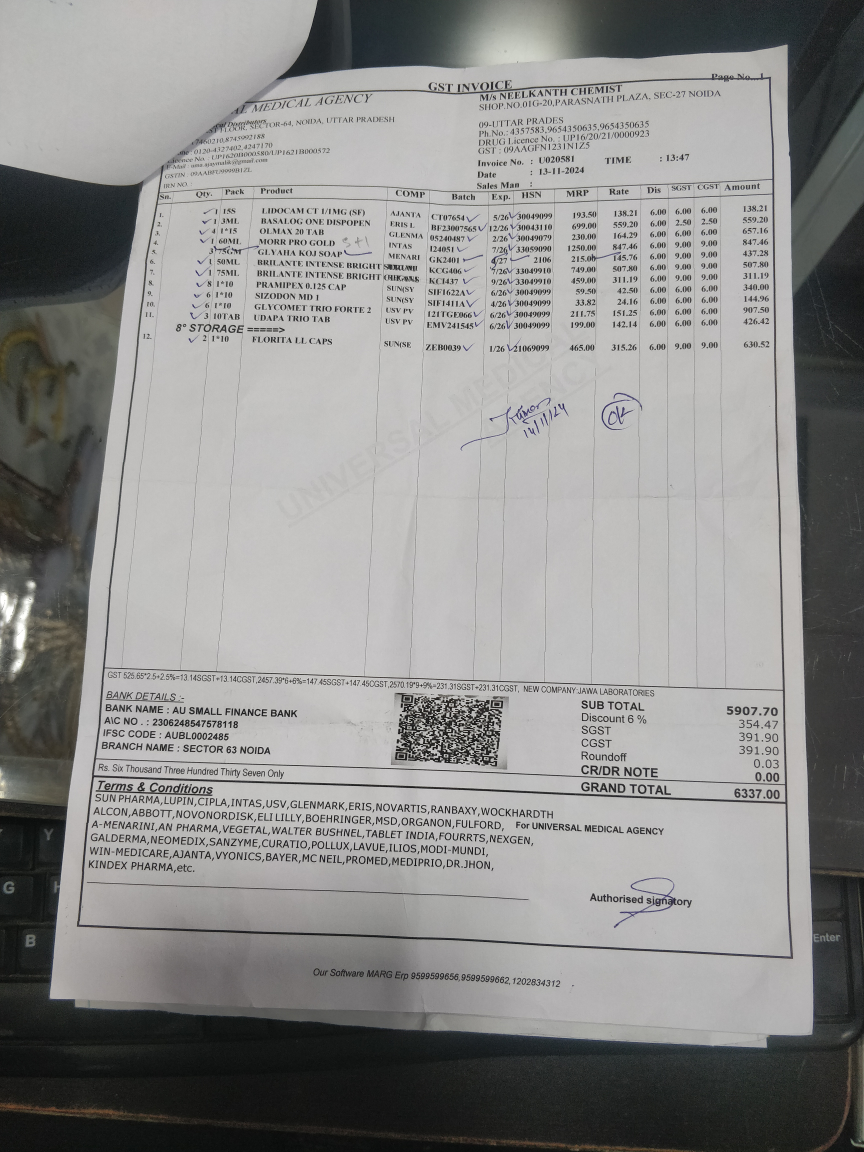 GST INVOICE
Page No...1
L MEDICAL AGENCY
M/s NEELKANTH CHEMIST
SHOP.NO.01G-20,PARASNATH PLAZA, SEC-27 NOIDA
FLOOR, SECTOR-64, NOIDA, UTTAR PRADESH
7460210,8743992188
0120-4327402,4247170
Licence No. : UP1620B000580/UP1621B000572
09-UTTAR PRADES
Ph.No.: 4357583,9654350635,9654350635
DRUG Licence No. : UP16/20/21/0000923
GST : 09AAGFN1231N1Z5
IRN NO :
Invoice No. : U020581 TIME : 13:47
Date : 13-11-2024
Sales Man :
Sn. Qty. Pack Product COMP Batch Exp. HSN MRP Rate Dis SGST CGST Amount
1. 1 15S LIDOCAM CT 1/1MG (SF) AJANTA CT07654 5/26 30049099 193.50 138.21 6.00 6.00 6.00 138.21
2. 1 3ML BASALOG ONE DISPOPEN ERIS L BF23007565 12/26 30043110 699.00 559.20 6.00 2.50 2.50 559.20
3. 4 1*15 OLMAX 20 TAB GLENMA 05240487 2/26 30049079 230.00 164.29 6.00 6.00 6.00 657.16
4. 1 60ML MORR PRO GOLD INTAS I24051 7/26 33059090 1250.00 847.46 6.00 9.00 9.00 847.46
3+1
5. 3 75GM GLYAHA KOJ SOAP MENARI GK2401 4/27 2106 215.00 145.76 6.00 9.00 9.00 437.28
6. 1 50ML BRILANTE INTENSE BRIGHT KCG406 7/26 33049910 749.00 507.80 6.00 9.00 9.00 507.80
7. 1 75ML BRILANTE INTENSE BRIGHT KCI437 9/26 33049910 459.00 311.19 6.00 9.00 9.00 311.19
8. 8 1*10 PRAMIPEX 0.125 CAP SUN(SY SIF1622A 6/26 30049099 59.50 42.50 6.00 6.00 6.00 340.00
9. 6 1*10 SIZODON MD 1 SUN(SY SIF1411A 4/26 30049099 33.82 24.16 6.00 6.00 6.00 144.96
6 1*10 GLYCOMET TRIO FORTE 2 USV PV 121TGE066 6/26 30049099 211.75 151.25 6.00 6.00 6.00 907.50
11. 3 10TAB UDAPA TRIO TAB USV PV EMV241545 6/26 30049099 199.00 142.14 6.00 6.00 6.00 426.42
8° STORAGE =====>
12. 2 1*10 FLORITA LL CAPS SUN(SE ZEB0039 1/26 21069099 465.00 315.26 6.00 9.00 9.00 630.52
14/11/24
OK
UNIVERSAL MEDICAL AGENCY
GST 525.65*2.5+2.5%=13.14SGST+13.14CGST,2457.39*6+6%=147.45SGST+147.45CGST,2570.19*9+9%=231.31SGST+231.31CGST, NEW COMPANY:JAWA LABORATORIES
BANK DETAILS :-
BANK NAME : AU SMALL FINANCE BANK
A\C NO . : 2306248547578118
IFSC CODE : AUBL0002485
BRANCH NAME : SECTOR 63 NOIDA
SUB TOTAL 5907.70
Discount 6 % 354.47
SGST 391.90
CGST 391.90
Roundoff 0.03
CR/DR NOTE 0.00
GRAND TOTAL 6337.00
Rs. Six Thousand Three Hundred Thirty Seven Only
Terms & Conditions
SUN PHARMA,LUPIN,CIPLA,INTAS,USV,GLENMARK,ERIS,NOVARTIS,RANBAXY,WOCKHARDTH
ALCON,ABBOTT,NOVONORDISK,ELI LILLY,BOEHRINGER,MSD,ORGANON,FULFORD,
For UNIVERSAL MEDICAL AGENCY
A-MENARINI,AN PHARMA,VEGETAL,WALTER BUSHNEL,TABLET INDIA,FOURRTS,NEXGEN,
GALDERMA,NEOMEDIX,SANZYME,CURATIO,POLLUX,LAVUE,ILIOS,MODI-MUNDI,
WIN-MEDICARE,AJANTA,VYONICS,BAYER,MC NEIL,PROMED,MEDIPRIO,DR.JHON,
KINDEX PHARMA,etc.
Authorised signatory
Our Software MARG Erp 9599599656,9599599662,1202834312
Y
G
H
B
Enter